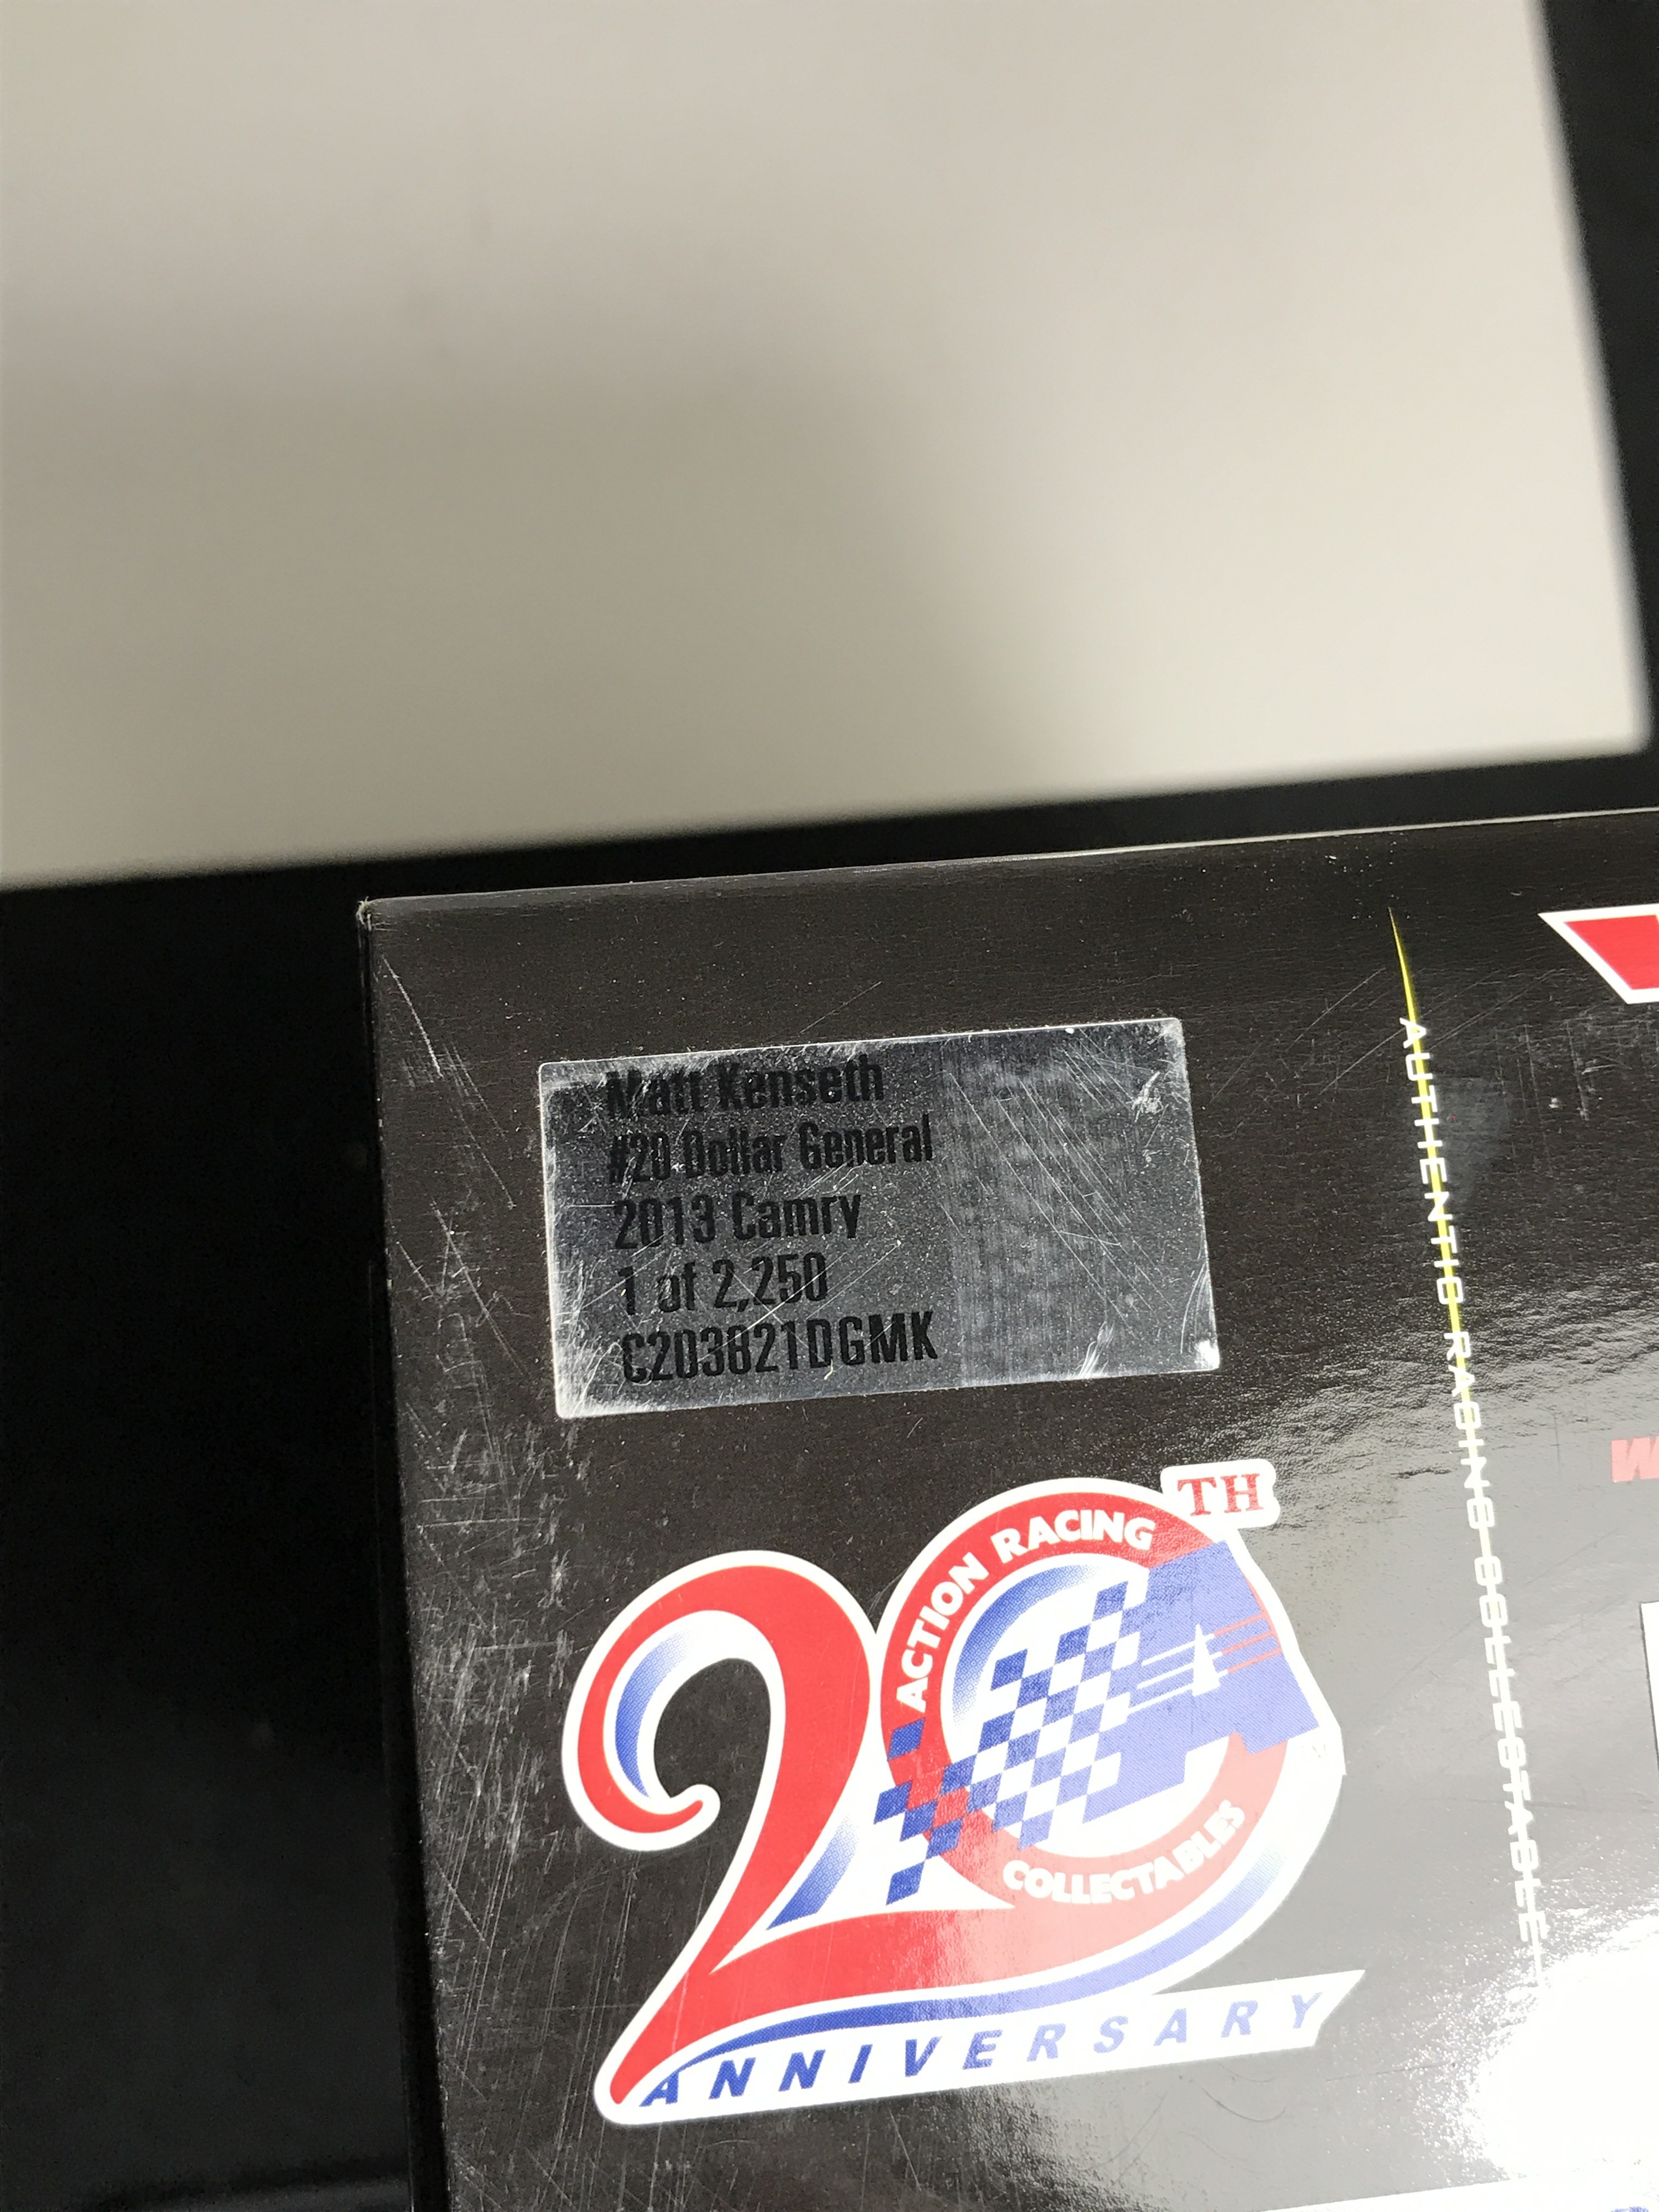 Matt Kenseth
#20 Dollar General
2013 Camry
1 of 2,250
C203821DGMK
AUTHENTIC RACING COLLECTABLE
20TH
ACTION RACING
COLLECTABLES
ANNIVERSARY